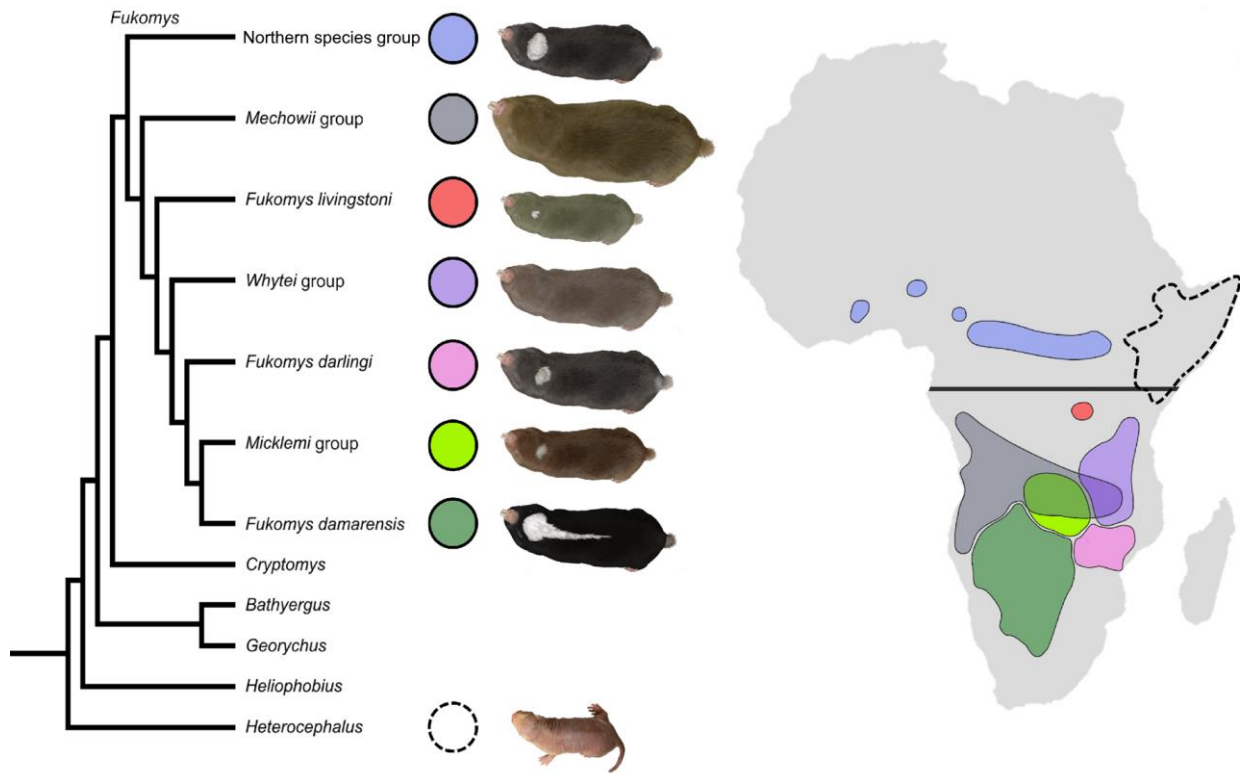 Fukomys
Northern species group
Mechowii group
Fukomys livingstoni
Whytei group
Fukomys darlingi
Micklemi group
Fukomys damarensis
Cryptomys
Bathyergus
Georychus
Heliophobius
Heterocephalus